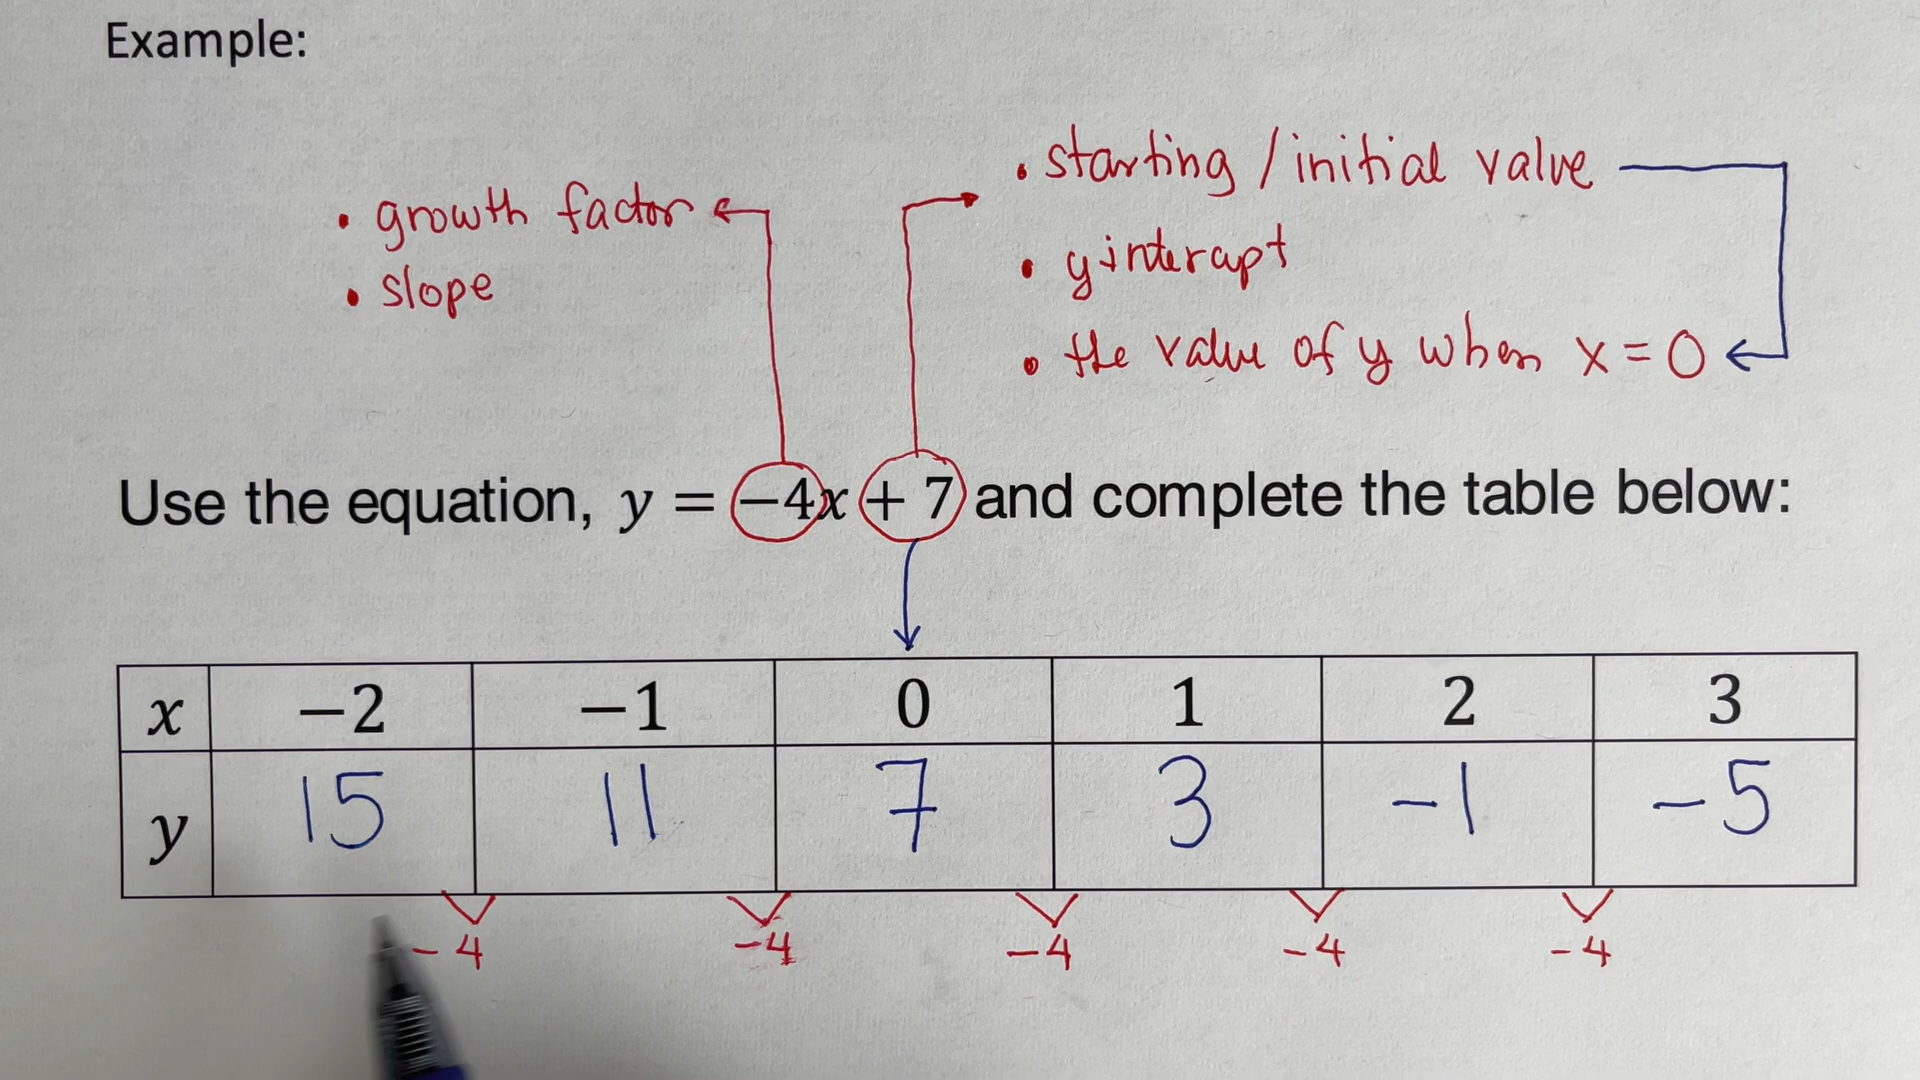 Example:
• starting / initial value
• growth factor
• y interapt
• slope
• the value of y when x = 0
Use the equation, y = −4x + 7 and complete the table below:
x −2 −1 0 1 2 3
y 15 11 7 3 -1 -5
-4 -4 -4 -4 -4